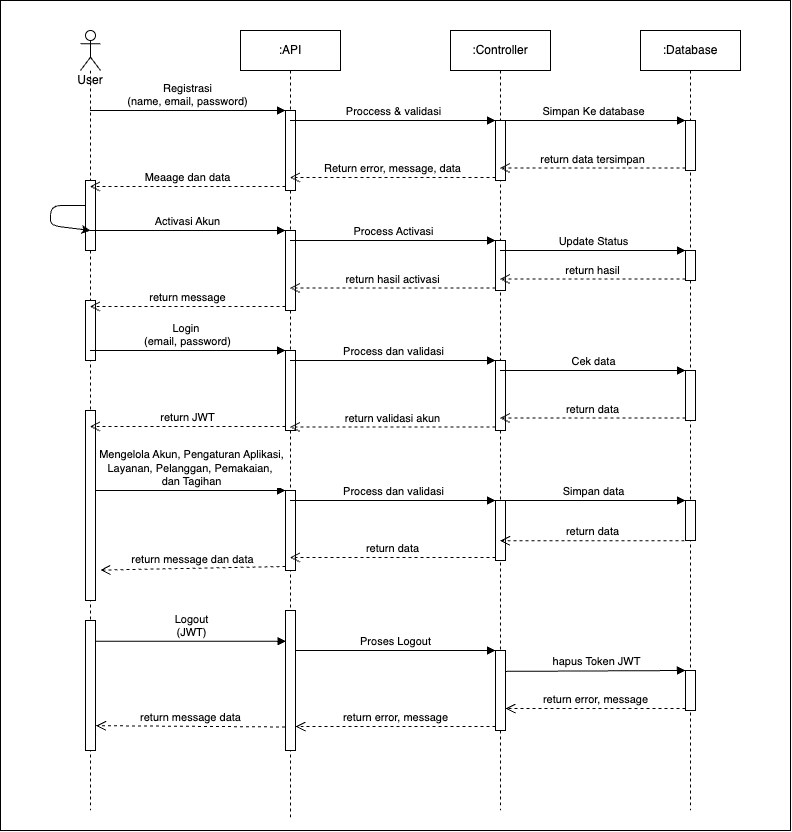 :API
:Controller
:Database
User
Registrasi
(name, email, password)
Proccess & validasi
Simpan Ke database
return data tersimpan
Return error, message, data
Meaage dan data
Activasi Akun
Process Activasi
Update Status
return hasil
return hasil activasi
return message
Login
(email, password)
Process dan validasi
Cek data
return data
return validasi akun
return JWT
Mengelola Akun, Pengaturan Aplikasi,
Layanan, Pelanggan, Pemakaian,
dan Tagihan
Process dan validasi
Simpan data
return data
return data
return message dan data
Logout
(JWT)
Proses Logout
hapus Token JWT
return error, message
return error, message
return message data